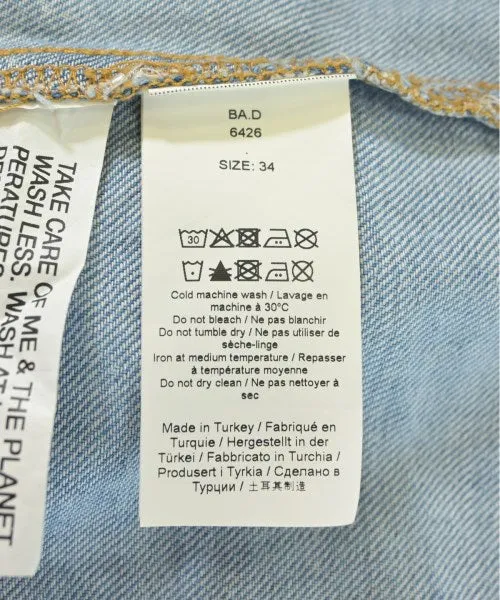 BA.D
6426
.
SIZE: 34
30
Cold machine wash / Lavage en
machine à 30°C
Do not bleach / Ne pas blanchir
Do not tumble dry / Ne pas utiliser de
sèche-linge
Iron at medium temperature / Repasser
à température moyenne
Do not dry clean / Ne pas nettoyer à
sec
Made in Turkey / Fabriqué en
Turquie / Hergestellt in der
Türkei / Fabbricato in Turchia /
Produsert i Tyrkia / Сделано в
Турции / 土耳其制造
TAKE CARE OF ME & THE PLANET
WASH LESS. WASH AT
PERATURES.